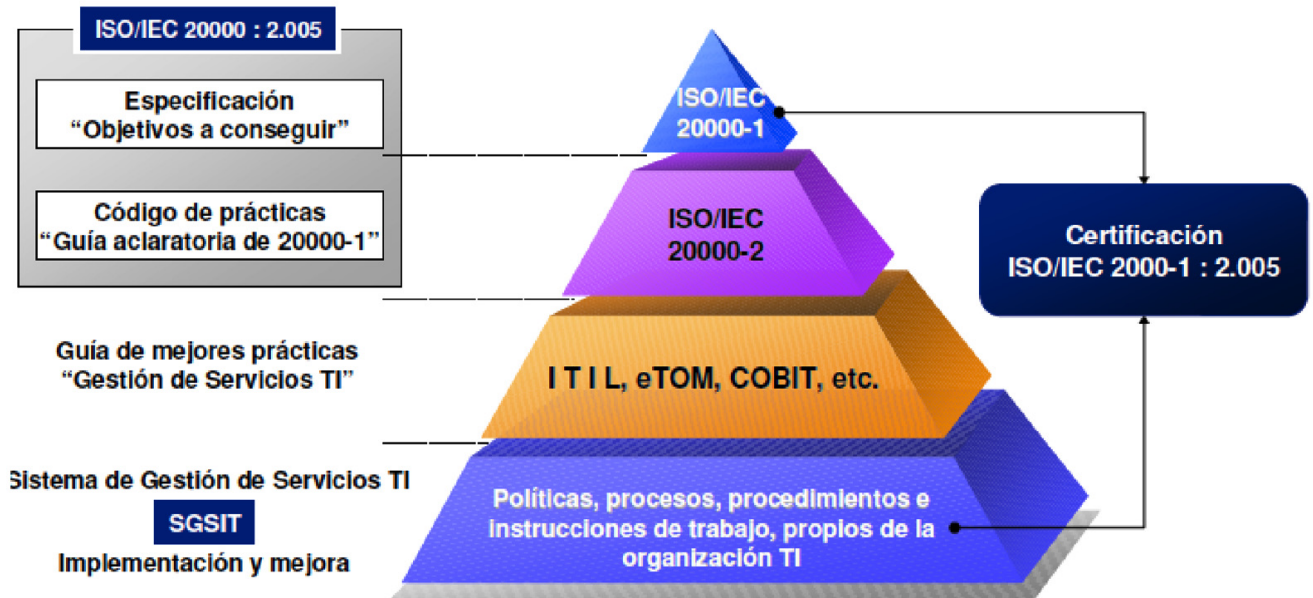 ISO/IEC 20000 : 2.005
Especificación
“Objetivos a conseguir”
Código de prácticas
“Guía aclaratoria de 20000-1”
Guía de mejores prácticas
“Gestión de Servicios TI”
Sistema de Gestión de Servicios TI
SGSIT
Implementación y mejora
ISO/IEC
20000-1
ISO/IEC
20000-2
I T I L, eTOM, COBIT, etc.
Políticas, procesos, procedimientos e
instrucciones de trabajo, propios de la
organización TI
Certificación
ISO/IEC 2000-1 : 2.005